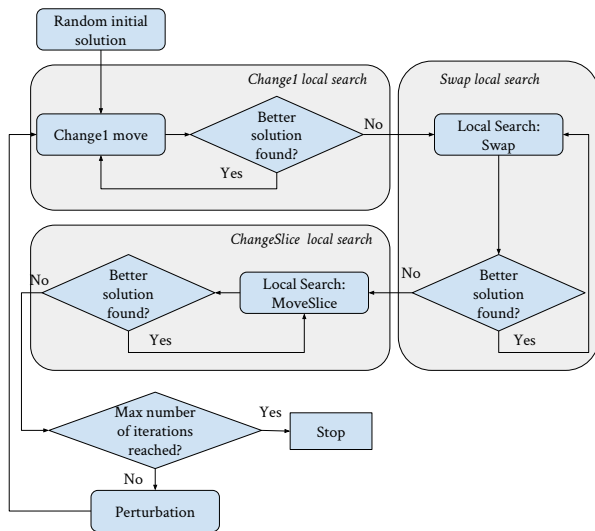 Random initial
solution
Change1 local search
Swap local search
Change1 move
Better
solution
found?
No
Yes
Local Search:
Swap
ChangeSlice local search
No
Better
solution
found?
Yes
Local Search:
MoveSlice
No
Better
solution
found?
Yes
Max number
of iterations
reached?
Yes
Stop
No
Perturbation